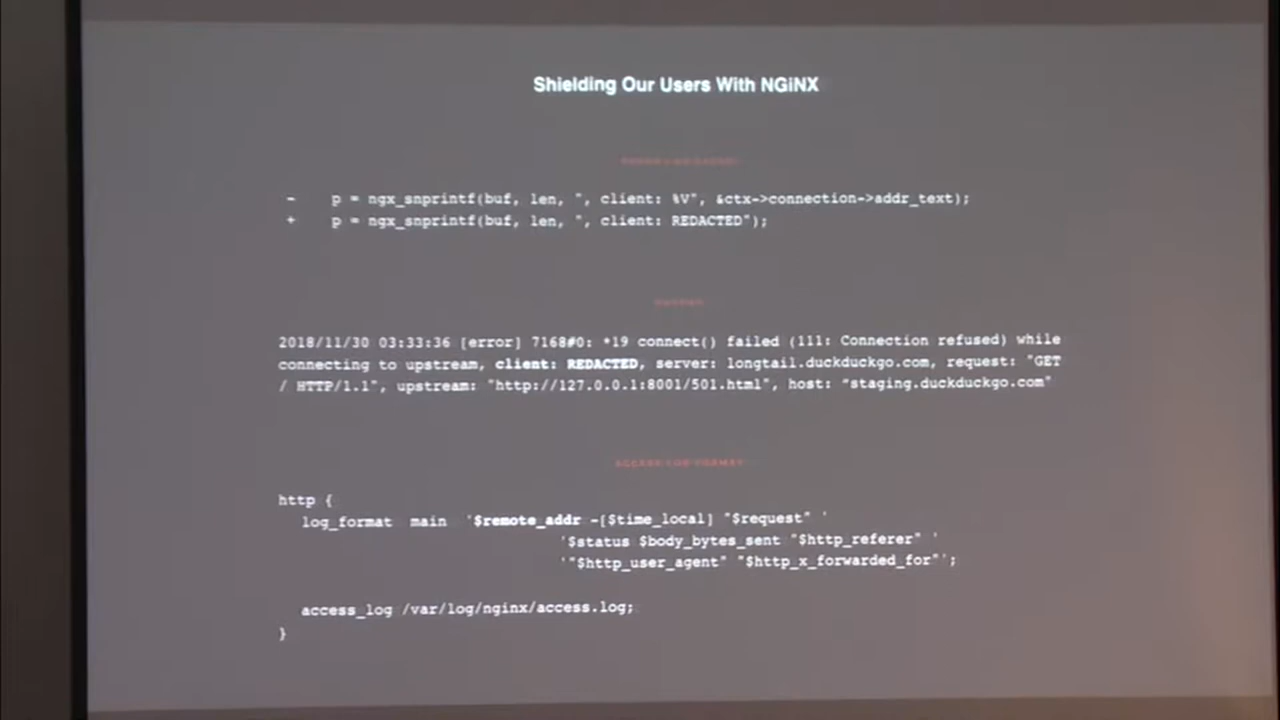 Shielding Our Users With NGiNX
- p = ngx_snprintf(buf, len, ", client: %V", &ctx->connection->addr_text);
+ p = ngx_snprintf(buf, len, ", client: REDACTED");
2018/11/30 03:33:36 [error] 7168#0: *19 connect() failed (111: Connection refused) while
connecting to upstream, client: REDACTED, server: longtail.duckduckgo.com, request: "GET
/ HTTP/1.1", upstream: "http://127.0.0.1:8001/501.html", host: “staging.duckduckgo.com"
ACCESS LOG FORMAT
http {
log_format main '$remote_addr -[$time_local] "$request" '
'$status $body_bytes_sent "$http_referer" '
'"$http_user_agent" "$http_x_forwarded_for"';
access_log /var/log/nginx/access.log;
}